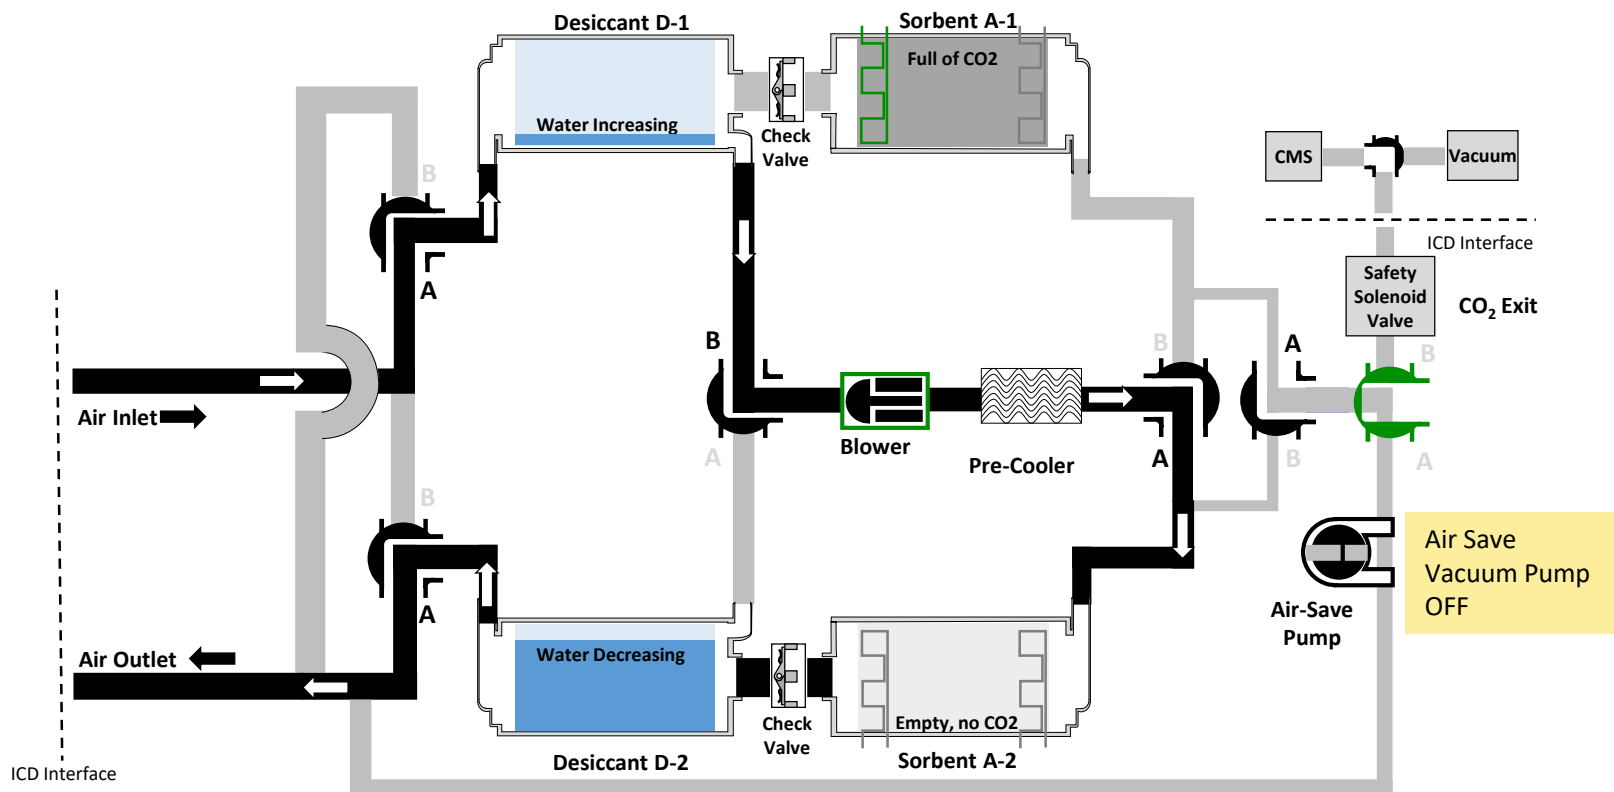 Desiccant D-1
Sorbent A-1
Full of CO2
Water Increasing
Check
Valve
CMS
Vacuum
B
ICD Interface
A
Safety
Solenoid
Valve
CO2 Exit
B
B
A
B
Air Inlet
Blower
Pre-Cooler
A
A
B
A
B
Air Save
Vacuum Pump
OFF
A
Air-Save
Pump
Air Outlet
Water Decreasing
Check
Valve
Empty, no CO2
Desiccant D-2
Sorbent A-2
ICD Interface